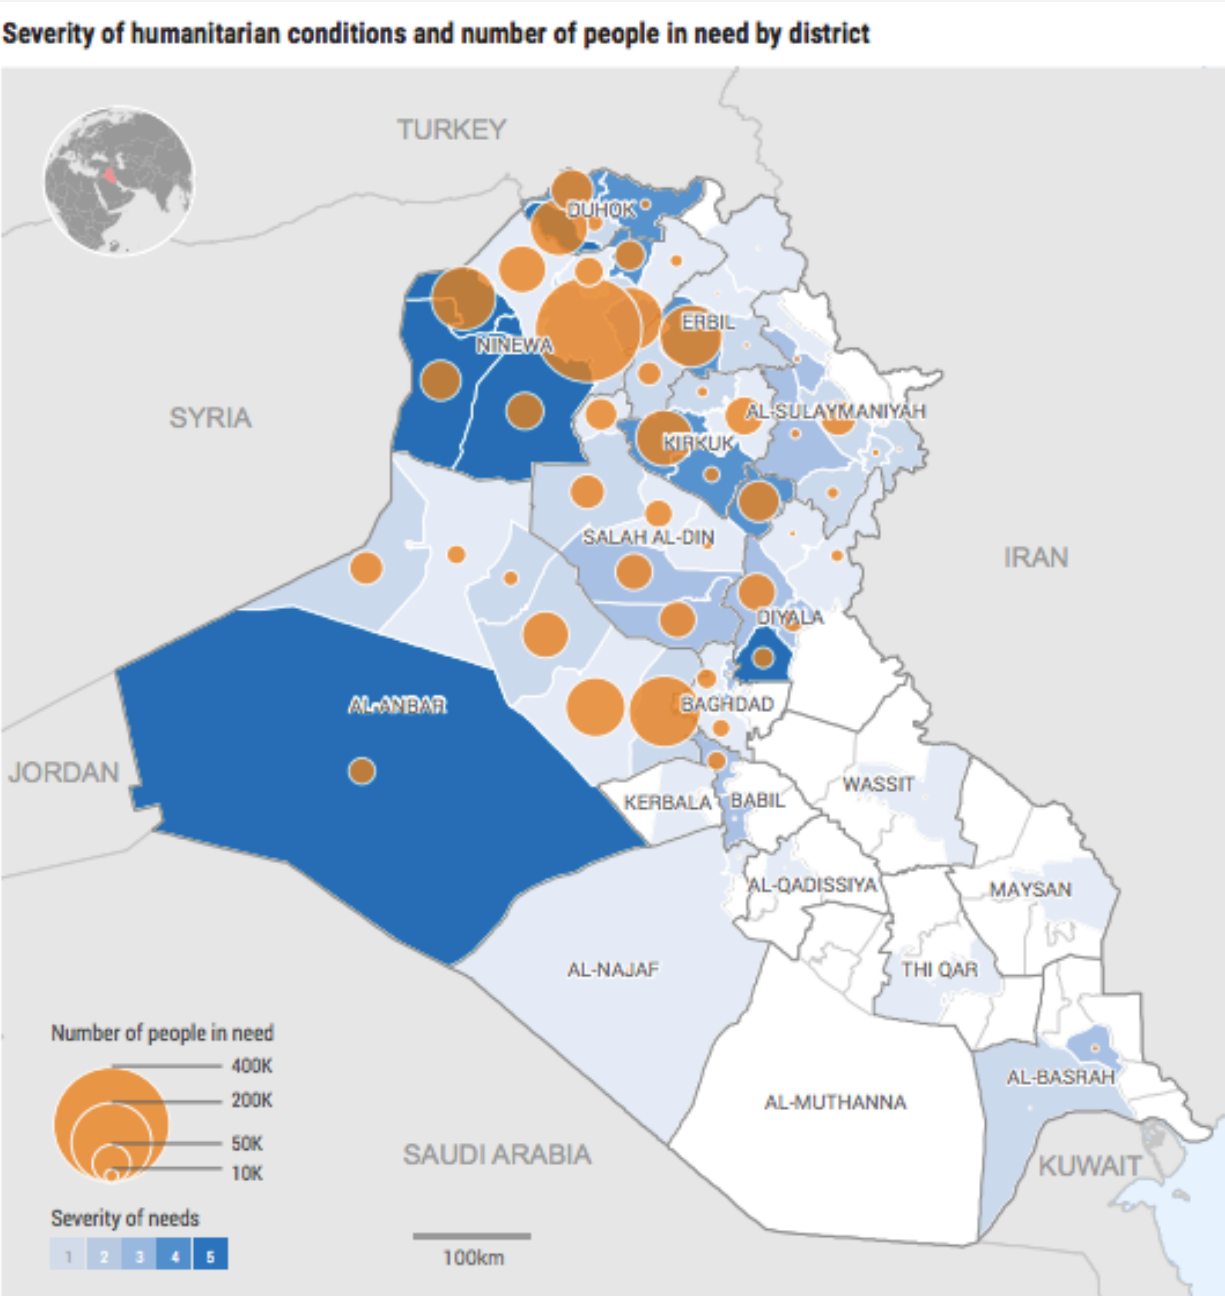 Severity of humanitarian conditions and number of people in need by district
TURKEY
DUHOK
ERBIL
NINEWA
SYRIA
AL-SULAYMANIYAH
KIRKUK
SALAH AL-DIN
IRAN
DIYALA
AL-ANBAR
BAGHDAD
JORDAN
WASSIT
KERBALA
BABIL
AL-QADISSIYA
MAYSAN
AL-NAJAF
THI QAR
Number of people in need
400K
200K
50K
10K
AL-BASRAH
AL-MUTHANNA
SAUDI ARABIA
KUWAIT
Severity of needs
1 2 3 4 5
100km